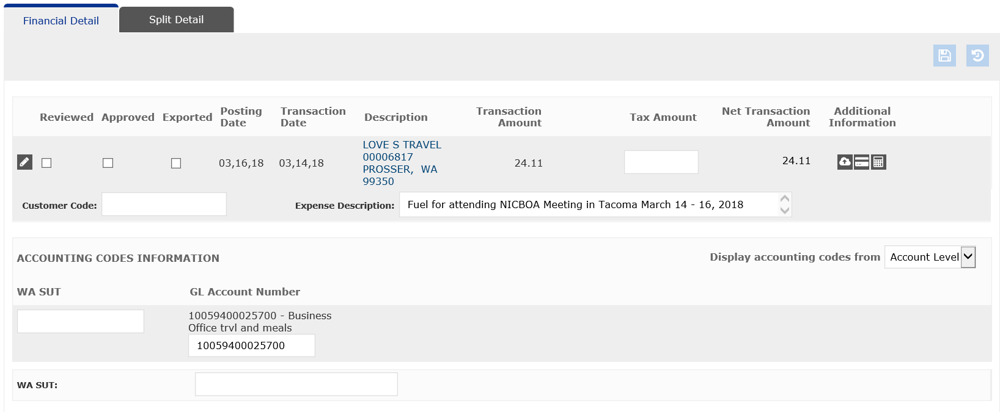 Financial Detail
Split Detail
Reviewed Approved Exported Posting Date Transaction Date Description Transaction Amount Tax Amount Net Transaction Amount Additional Information
03,16,18 03,14,18 LOVE S TRAVEL
00006817
PROSSER, WA
99350
24.11 24.11
Customer Code: Expense Description: Fuel for attending NICBOA Meeting in Tacoma March 14 - 16, 2018
ACCOUNTING CODES INFORMATION Display accounting codes from Account Level
WA SUT GL Account Number
10059400025700 - Business
Office trvl and meals
10059400025700
WA SUT: